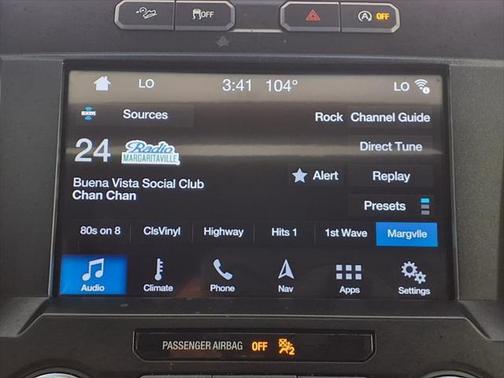 OFF
A OFF
LO 3:41 104° LO
Sources Rock Channel Guide
24 Radio MARGARITAVILLE Direct Tune
Alert Replay
Buena Vista Social Club
Chan Chan
Presets
80s on 8 ClsVinyl Highway Hits 1 1st Wave Margvlle
Audio Climate Phone Nav Apps Settings
PASSENGER AIRBAG OFF 2